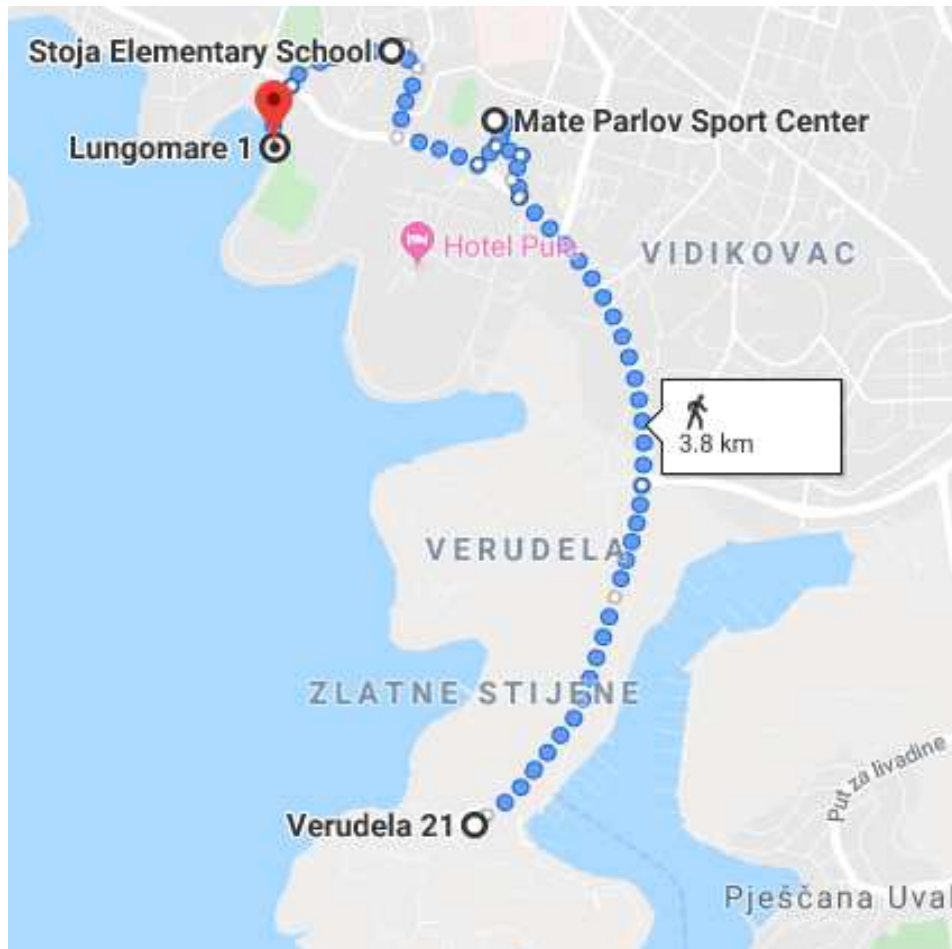 Stoja Elementary School
Mate Parlov Sport Center
Lungomare 1
Hotel Pula
VIDIKOVAC
3.8 km
VERUDELA
ZLATNE STIJENE
Put za livadine
Verudela 21
Pješčana Uval